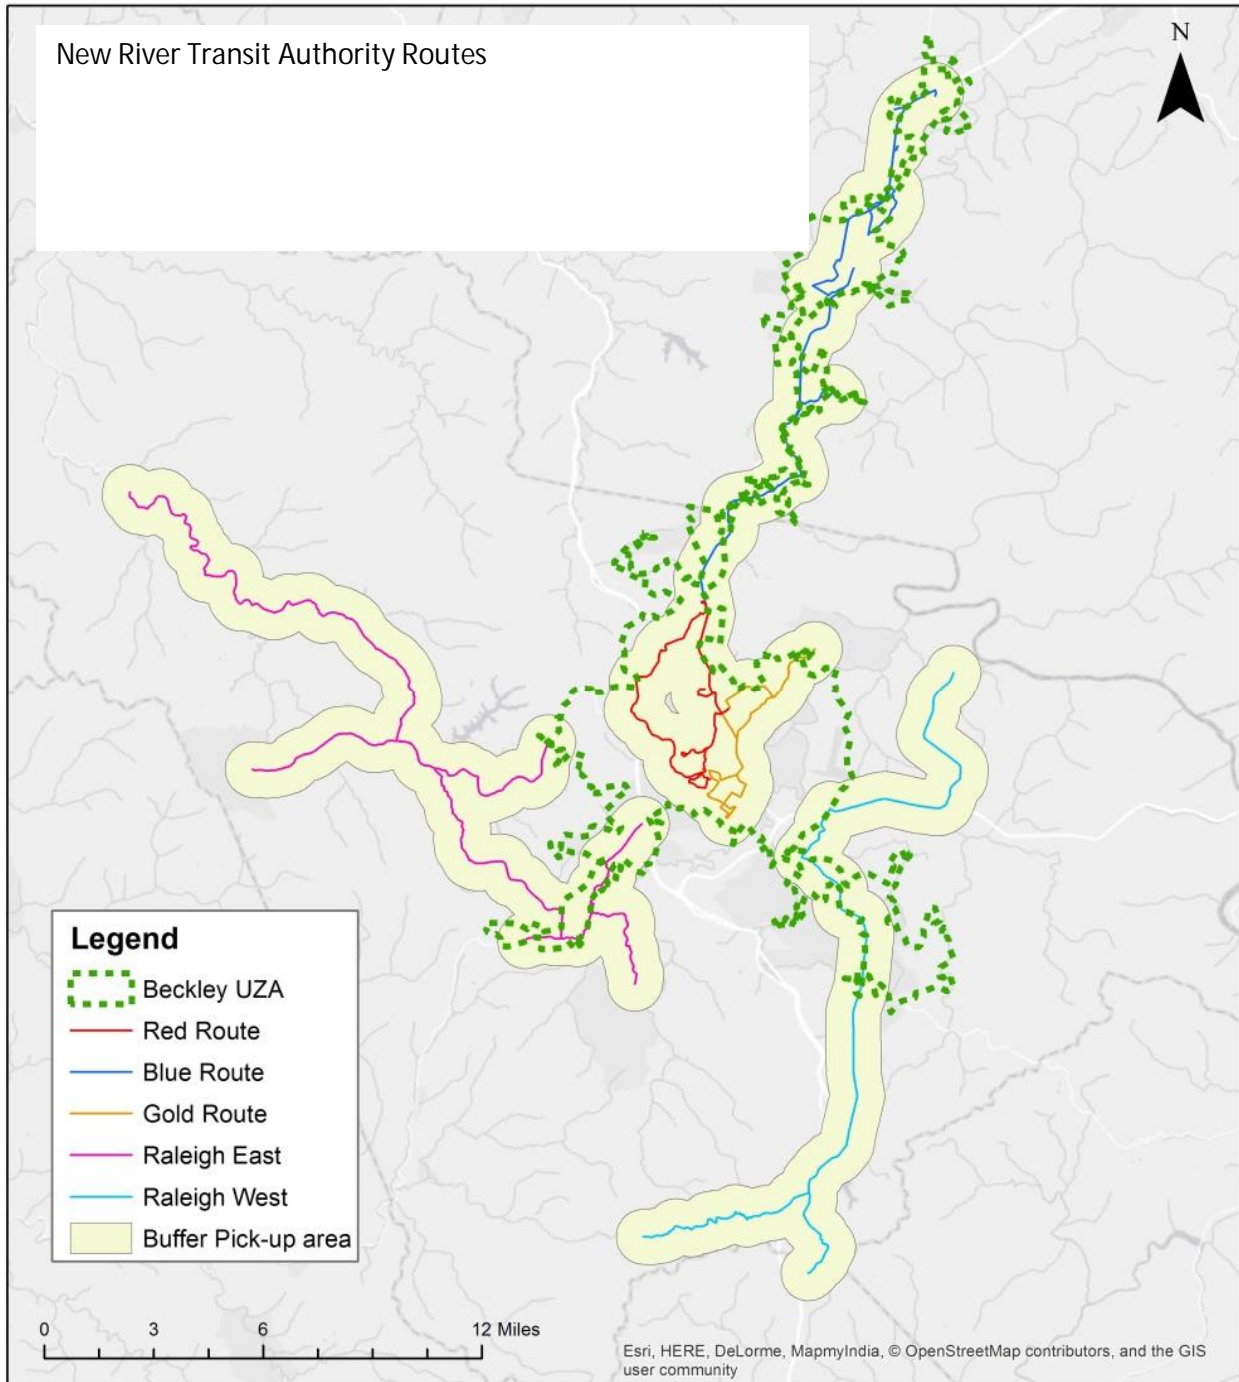 New River Transit Authority Routes
N
Legend
Beckley UZA
Red Route
Blue Route
Gold Route
Raleigh East
Raleigh West
Buffer Pick-up area
0 3 6 12 Miles
Esri, HERE, DeLorme, MapmyIndia, © OpenStreetMap contributors, and the GIS
user community